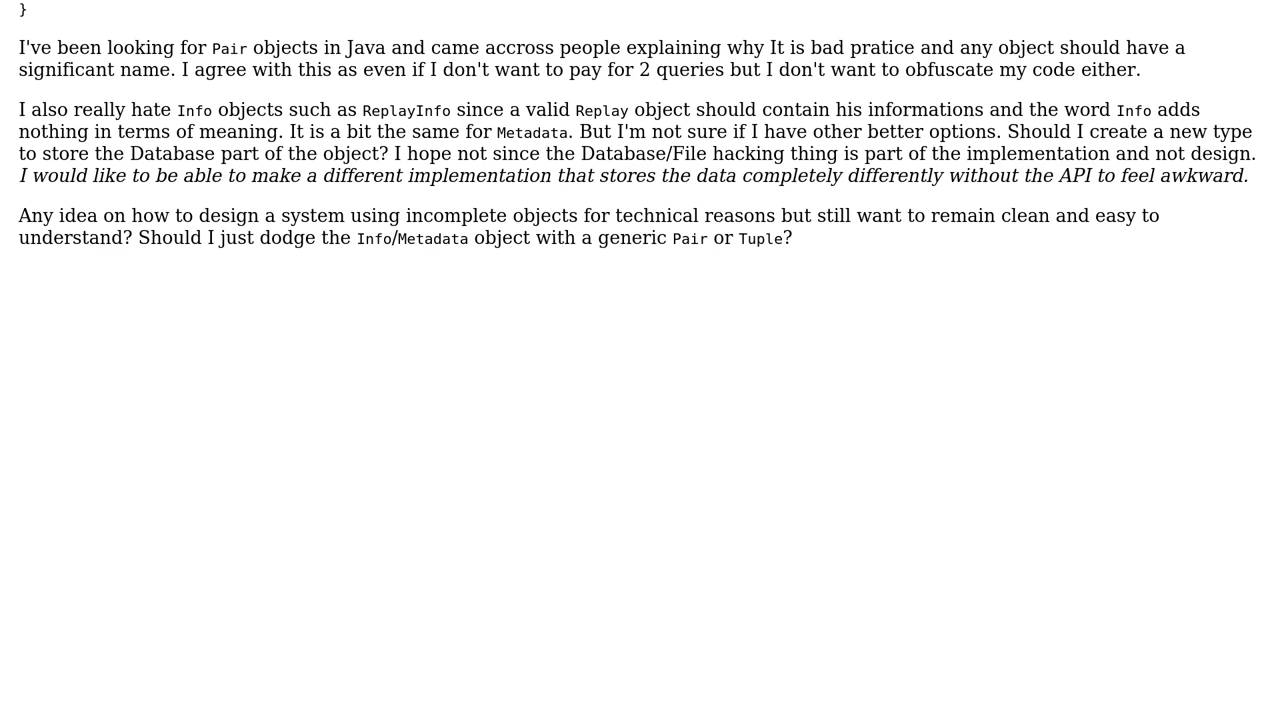 }
I've been looking for Pair objects in Java and came accross people explaining why It is bad pratice and any object should have a
significant name. I agree with this as even if I don't want to pay for 2 queries but I don't want to obfuscate my code either.
I also really hate Info objects such as ReplayInfo since a valid Replay object should contain his informations and the word Info adds
nothing in terms of meaning. It is a bit the same for Metadata. But I'm not sure if I have other better options. Should I create a new type
to store the Database part of the object? I hope not since the Database/File hacking thing is part of the implementation and not design.
I would like to be able to make a different implementation that stores the data completely differently without the API to feel awkward.
Any idea on how to design a system using incomplete objects for technical reasons but still want to remain clean and easy to
understand? Should I just dodge the Info/Metadata object with a generic Pair or Tuple?